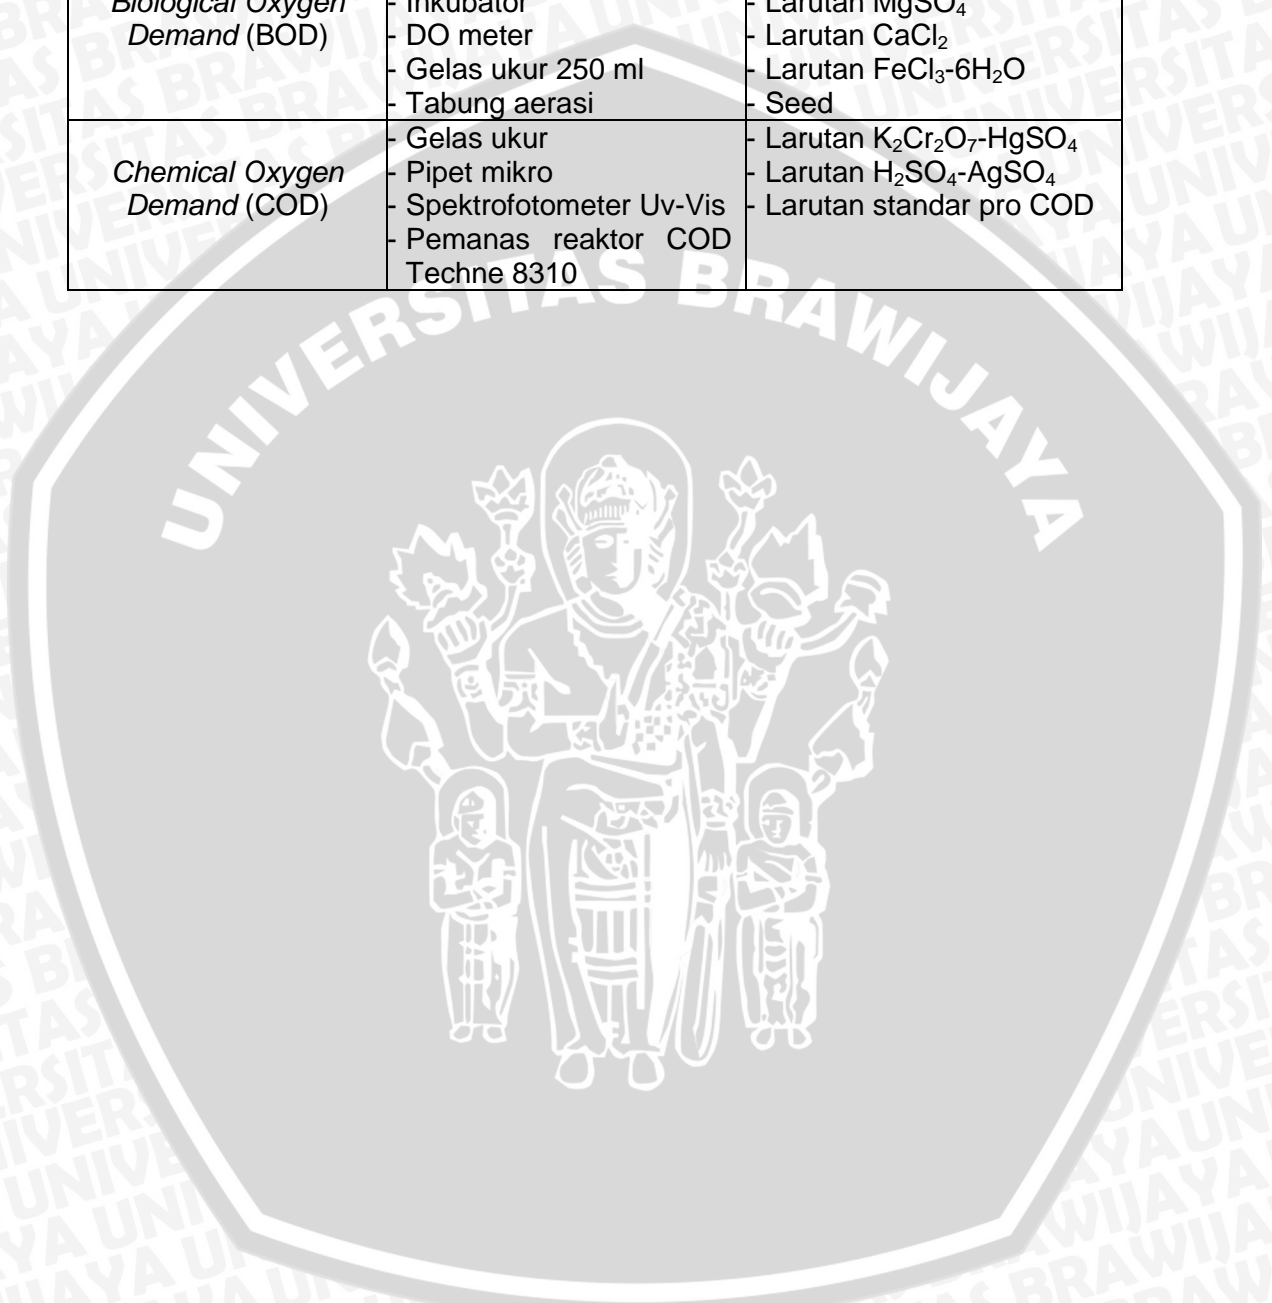 Biological Oxygen
Demand (BOD)
- Inkubator
- DO meter
- Gelas ukur 250 ml
- Tabung aerasi
- Larutan MgSO₄
- Larutan CaCl₂
- Larutan FeCl₃-6H₂O
- Seed
Chemical Oxygen
Demand (COD)
- Gelas ukur
- Pipet mikro
- Spektrofotometer Uv-Vis
- Pemanas reaktor COD
Techne 8310
- Larutan K₂Cr₂O₇-HgSO₄
- Larutan H₂SO₄-AgSO₄
- Larutan standar pro COD
UNIVERSITAS BRAWIJAYA